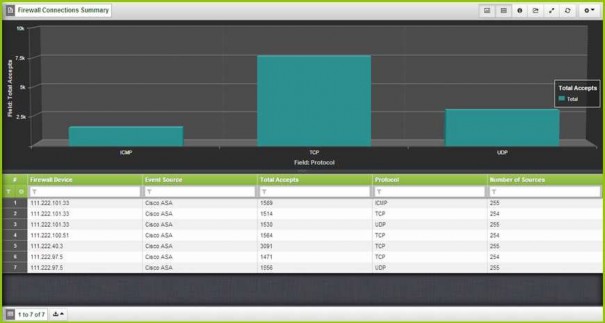 Firewall Connections Summary
10k
7.5k
5k
2.5k
Field: Total Accepts
ICMP
TCP
UDP
Field: Protocol
Total Accepts
Total
# Firewall Device Event Source Total Accepts Protocol Number of Sources
1 111.222.101.33 Cisco ASA 1589 ICMP 255
2 111.222.101.33 Cisco ASA 1514 TCP 254
3 111.222.101.33 Cisco ASA 1530 UDP 255
4 111.222.100.51 Cisco ASA 1564 TCP 254
5 111.222.40.3 Cisco ASA 3091 TCP 255
6 111.222.97.5 Cisco ASA 1471 TCP 254
7 111.222.97.5 Cisco ASA 1556 UDP 255
1 to 7 of 7